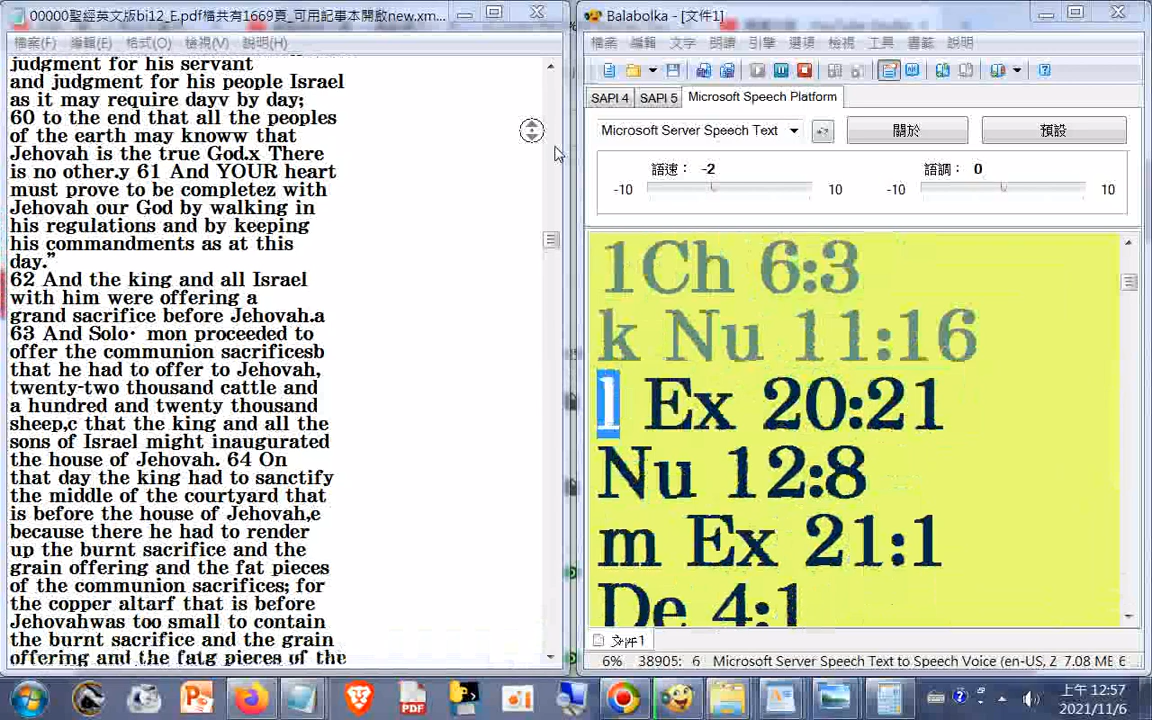 00000聖經英文版bi12_E.pdf檔共有1669頁_可用記事本開啟new.xm...
檔案(F) 編輯(E) 格式(O) 檢視(V) 說明(H)
judgment for his servant
and judgment for his people Israel
as it may require dayv by day;
60 to the end that all the peoples
of the earth may knoww that
Jehovah is the true God.x There
is no other.y 61 And YOUR heart
must prove to be completez with
Jehovah our God by walking in
his regulations and by keeping
his commandments as at this
day.”
62 And the king and all Israel
with him were offering a
grand sacrifice before Jehovah.a
63 And Solo· mon proceeded to
offer the communion sacrificesb
that he had to offer to Jehovah,
twenty-two thousand cattle and
a hundred and twenty thousand
sheep,c that the king and all the
sons of Israel might inaugurated
the house of Jehovah. 64 On
that day the king had to sanctify
the middle of the courtyard that
is before the house of Jehovah,e
because there he had to render
up the burnt sacrifice and the
grain offering and the fat pieces
of the communion sacrifices; for
the copper altarf that is before
Jehovahwas too small to contain
the burnt sacrifice and the grain
offering and the fatg pieces of the
Balabolka - [文件1]
檔案 編輯 文字 朗讀 引擎 選項 檢視 工具 書籤 說明
SAPI 4 SAPI 5 Microsoft Speech Platform
Microsoft Server Speech Text 關於 預設
語速： -2 語調： 0
-10 10 -10 10
1Ch 6:3
k Nu 11:16
l Ex 20:21
Nu 12:8
m Ex 21:1
De 4:1
文件1
6% 38905: 6 Microsoft Server Speech Text to Speech Voice (en-US, Z 7.08 ME 6
PDF
上午 12:57
2021/11/6